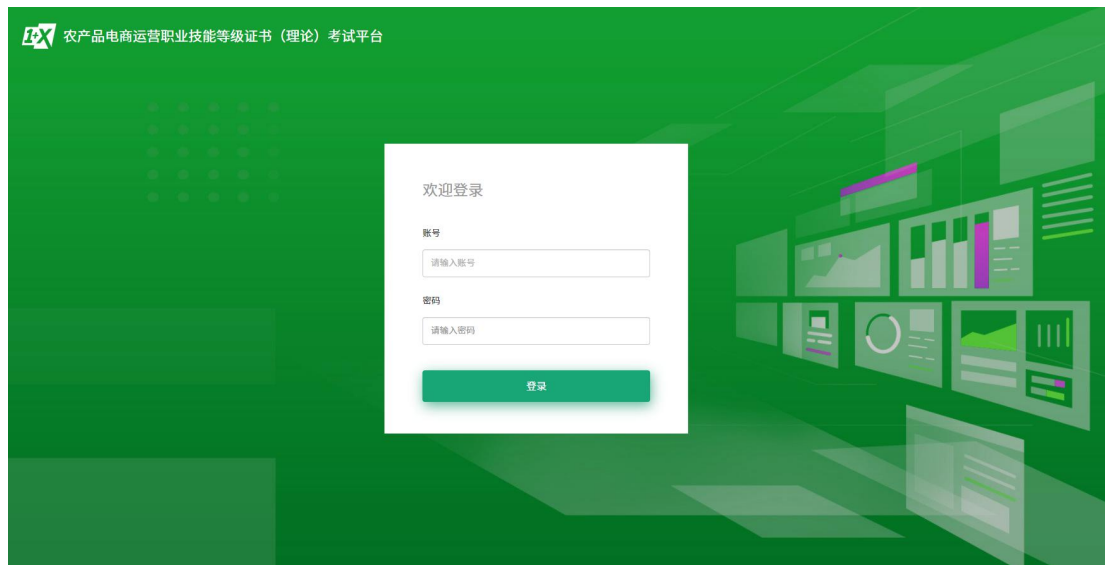 1+X 农产品电商运营职业技能等级证书（理论）考试平台
欢迎登录
账号
请输入账号
密码
请输入密码
登录